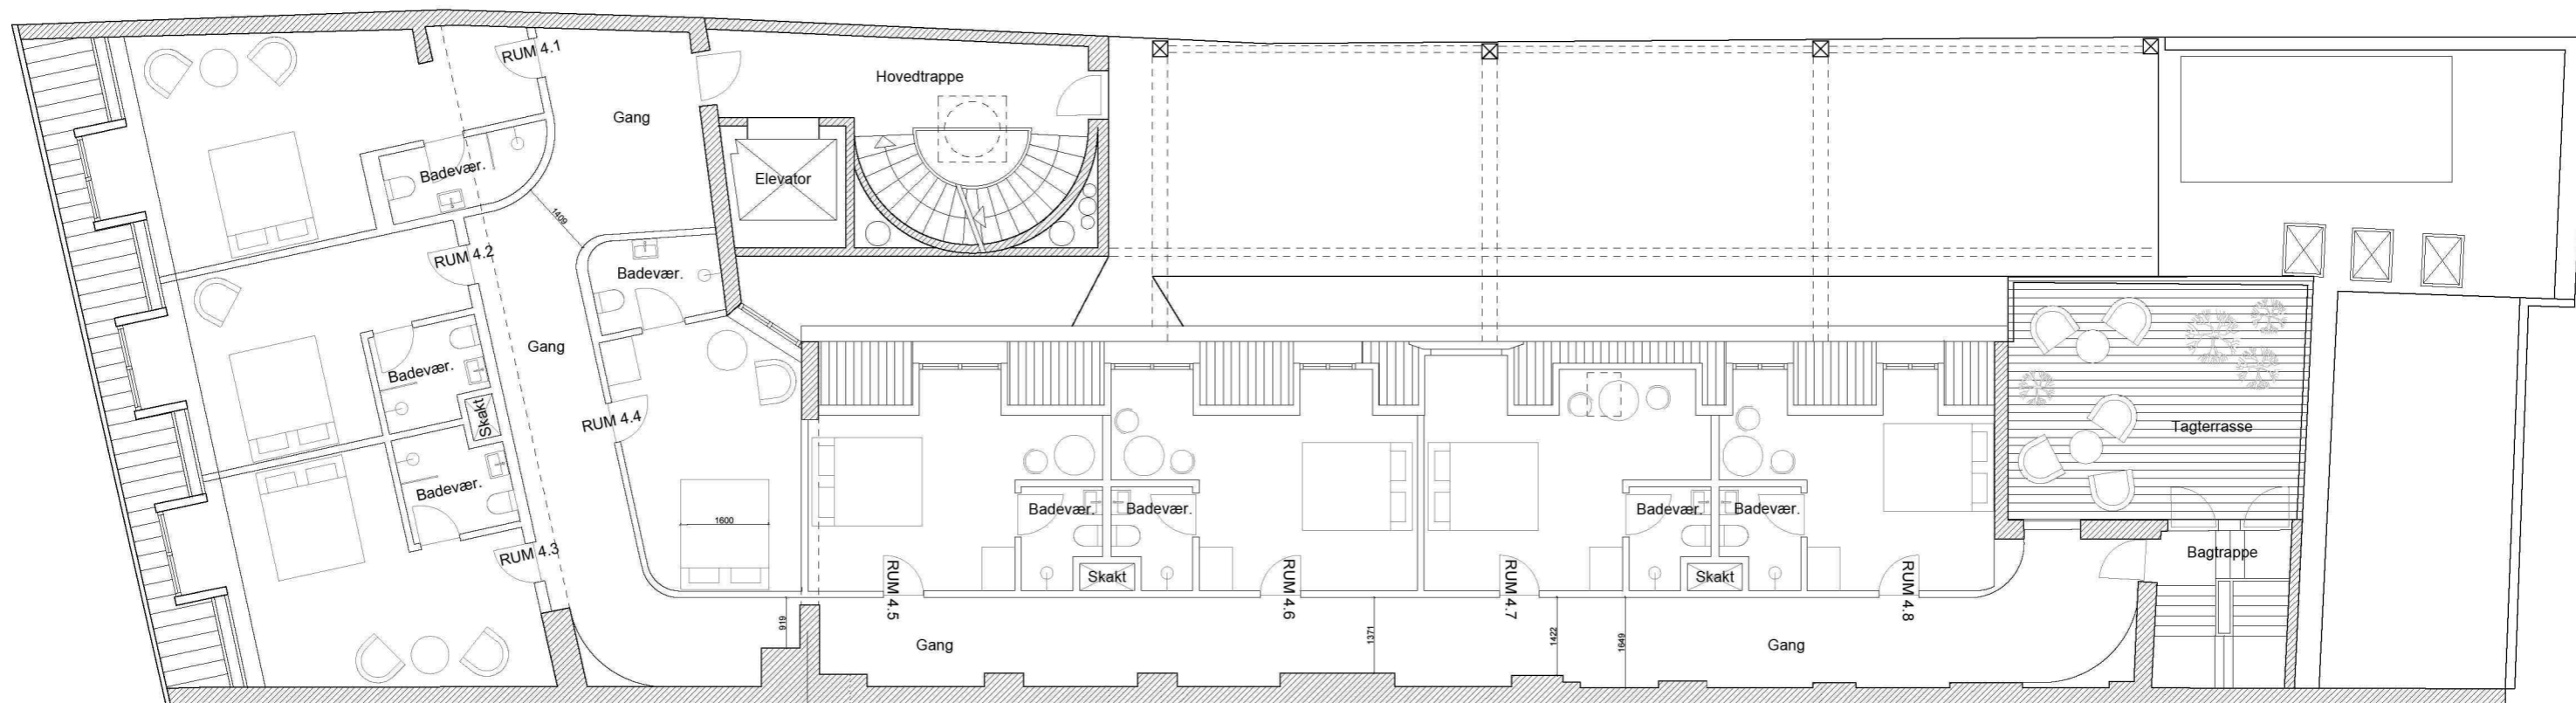 RUM 4.1
Hovedtrappe
Gang
Badevær.
Elevator
1409
RUM 4.2
Badevær.
Gang
Badevær.
Skakt
RUM 4.4
Tagterrasse
Badevær.
1600
Badevær.
Badevær.
Badevær.
Badevær.
RUM 4.3
Bagtrappe
Skakt
Skakt
RUM 4.5
RUM 4.6
RUM 4.7
RUM 4.8
919
1371
1422
1649
Gang
Gang